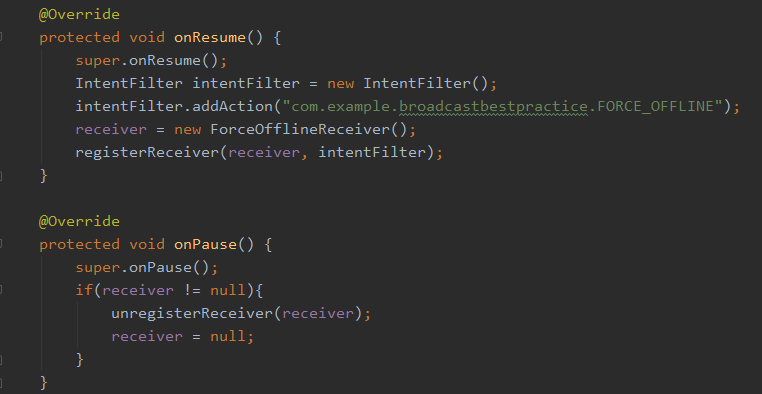 @Override
protected void onResume() {
super.onResume();
IntentFilter intentFilter = new IntentFilter();
intentFilter.addAction("com.example.broadcastbestpractice.FORCE_OFFLINE");
receiver = new ForceOfflineReceiver();
registerReceiver(receiver, intentFilter);
}
@Override
protected void onPause() {
super.onPause();
if(receiver != null){
unregisterReceiver(receiver);
receiver = null;
}
}